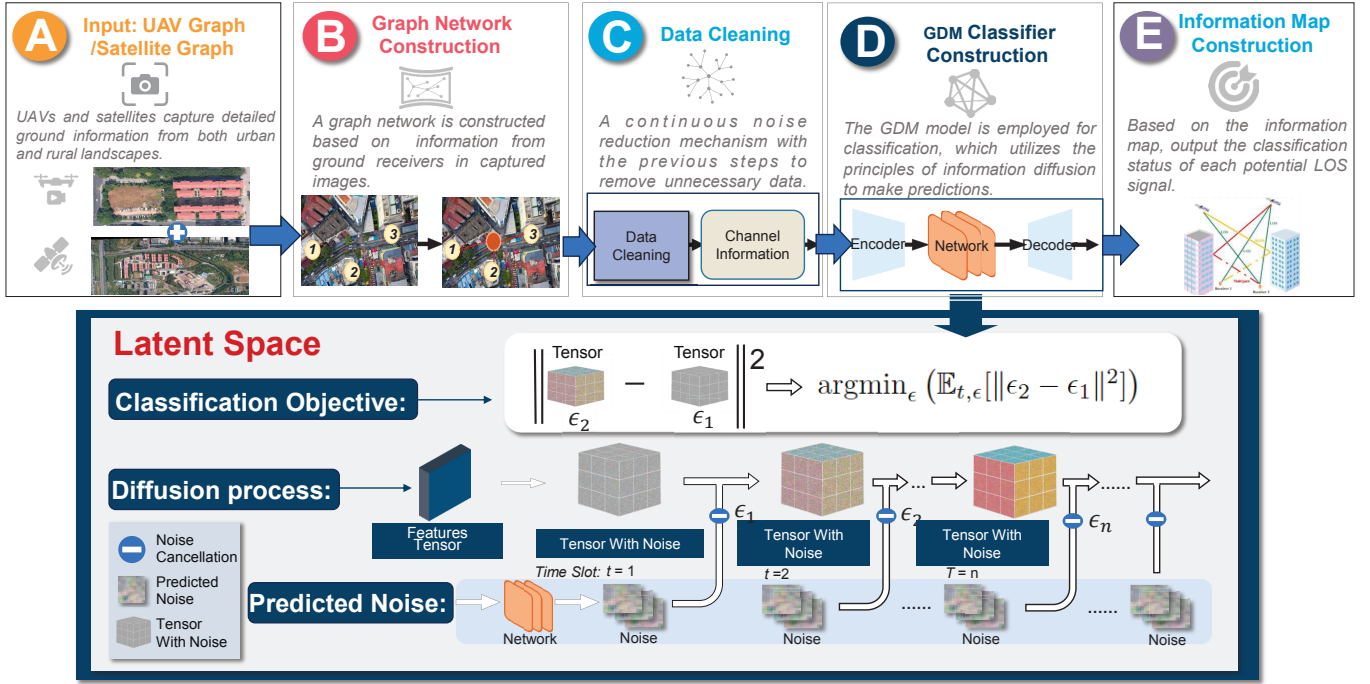 A
Input: UAV Graph
/Satellite Graph
UAVs and satellites capture detailed
ground information from both urban
and rural landscapes.
B
Graph Network
Construction
A graph network is constructed
based on information from
ground receivers in captured
images.
1
2
3
1
2
3
C
Data Cleaning
A continuous noise
reduction mechanism with
the previous steps to
remove unnecessary data.
Data
Cleaning
Channel
Information
D
GDM Classifier
Construction
The GDM model is employed for
classification, which utilizes the
principles of information diffusion
to make predictions.
Encoder
Network
Decoder
E
Information Map
Construction
Based on the information
map, output the classification
status of each potential LOS
signal.
LOS
LOS
Latent Space
Classification Objective:
Tensor
ϵ2
−
Tensor
ϵ1
2
argmin_ϵ (𝔼_{t,ϵ}[‖ϵ2 − ϵ1‖²])
Diffusion process:
Features
Tensor
Tensor With Noise
ϵ1
Tensor With
Noise
ϵ2
...
Tensor With
Noise
ϵn
......
Time Slot: t = 1
t =2
T = n
Noise
Cancellation
Predicted
Noise
Tensor
With Noise
Predicted Noise:
Network
Noise
Noise
......
Noise
......
Noise